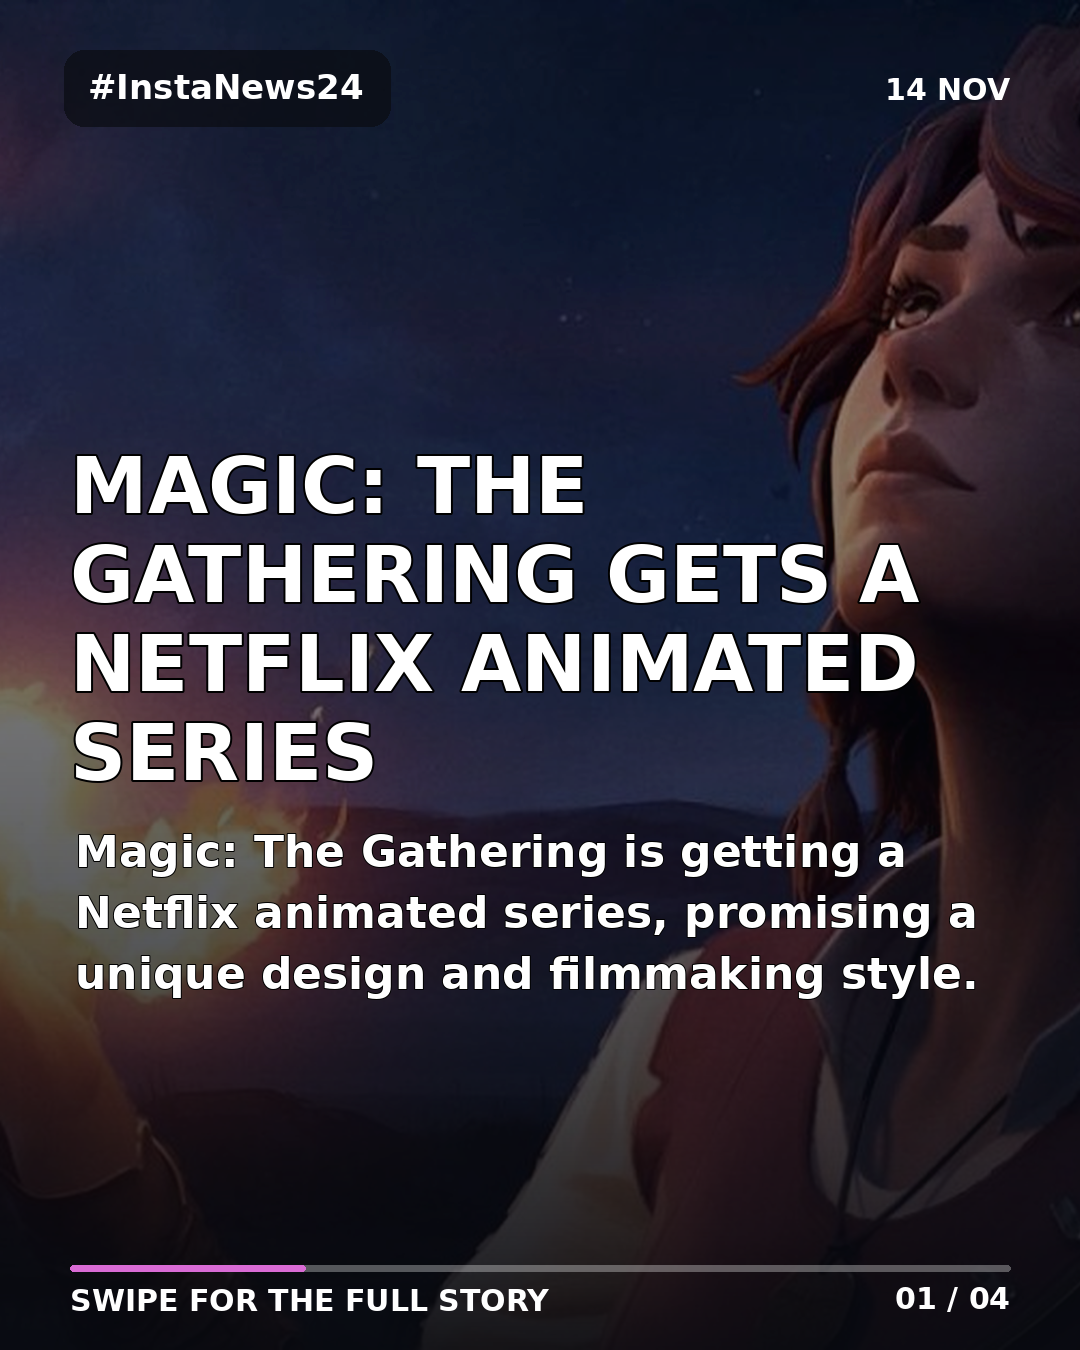 #InstaNews24
14 NOV
MAGIC: THE
GATHERING GETS A
NETFLIX ANIMATED
SERIES
Magic: The Gathering is getting a
Netflix animated series, promising a
unique design and filmmaking style.
SWIPE FOR THE FULL STORY
01 / 04